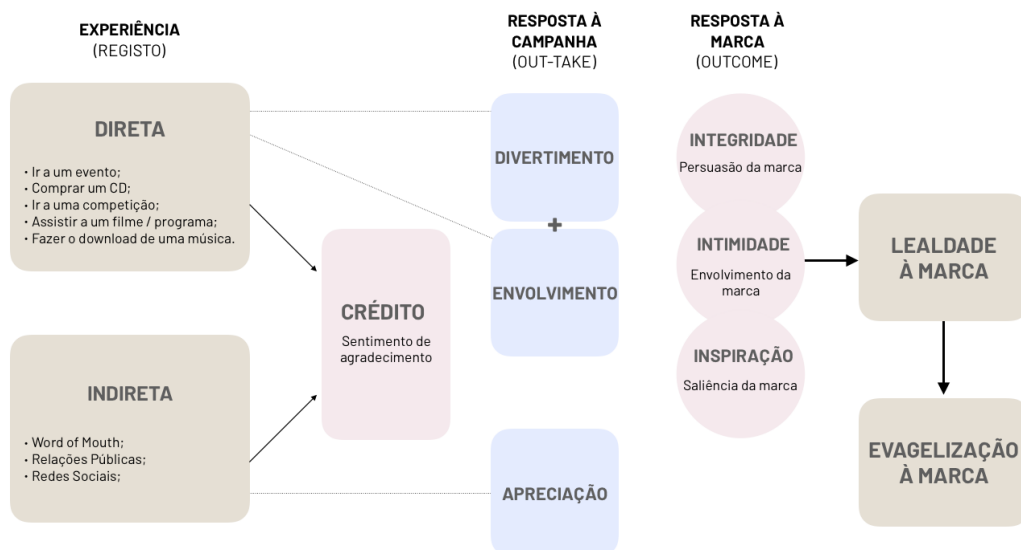 EXPERIÊNCIA
(REGISTO)
RESPOSTA À
CAMPANHA
(OUT-TAKE)
RESPOSTA À
MARCA
(OUTCOME)
DIRETA
• Ir a um evento;
• Comprar um CD;
• Ir a uma competição;
• Assistir a um filme / programa;
• Fazer o download de uma música.
INDIRETA
• Word of Mouth;
• Relações Públicas;
• Redes Sociais;
CRÉDITO
Sentimento de
agradecimento
DIVERTIMENTO
+
ENVOLVIMENTO
APRECIAÇÃO
INTEGRIDADE
Persuasão da marca
INTIMIDADE
Envolvimento da
marca
INSPIRAÇÃO
Saliência da marca
LEALDADE
À MARCA
EVAGELIZAÇÃO
À MARCA